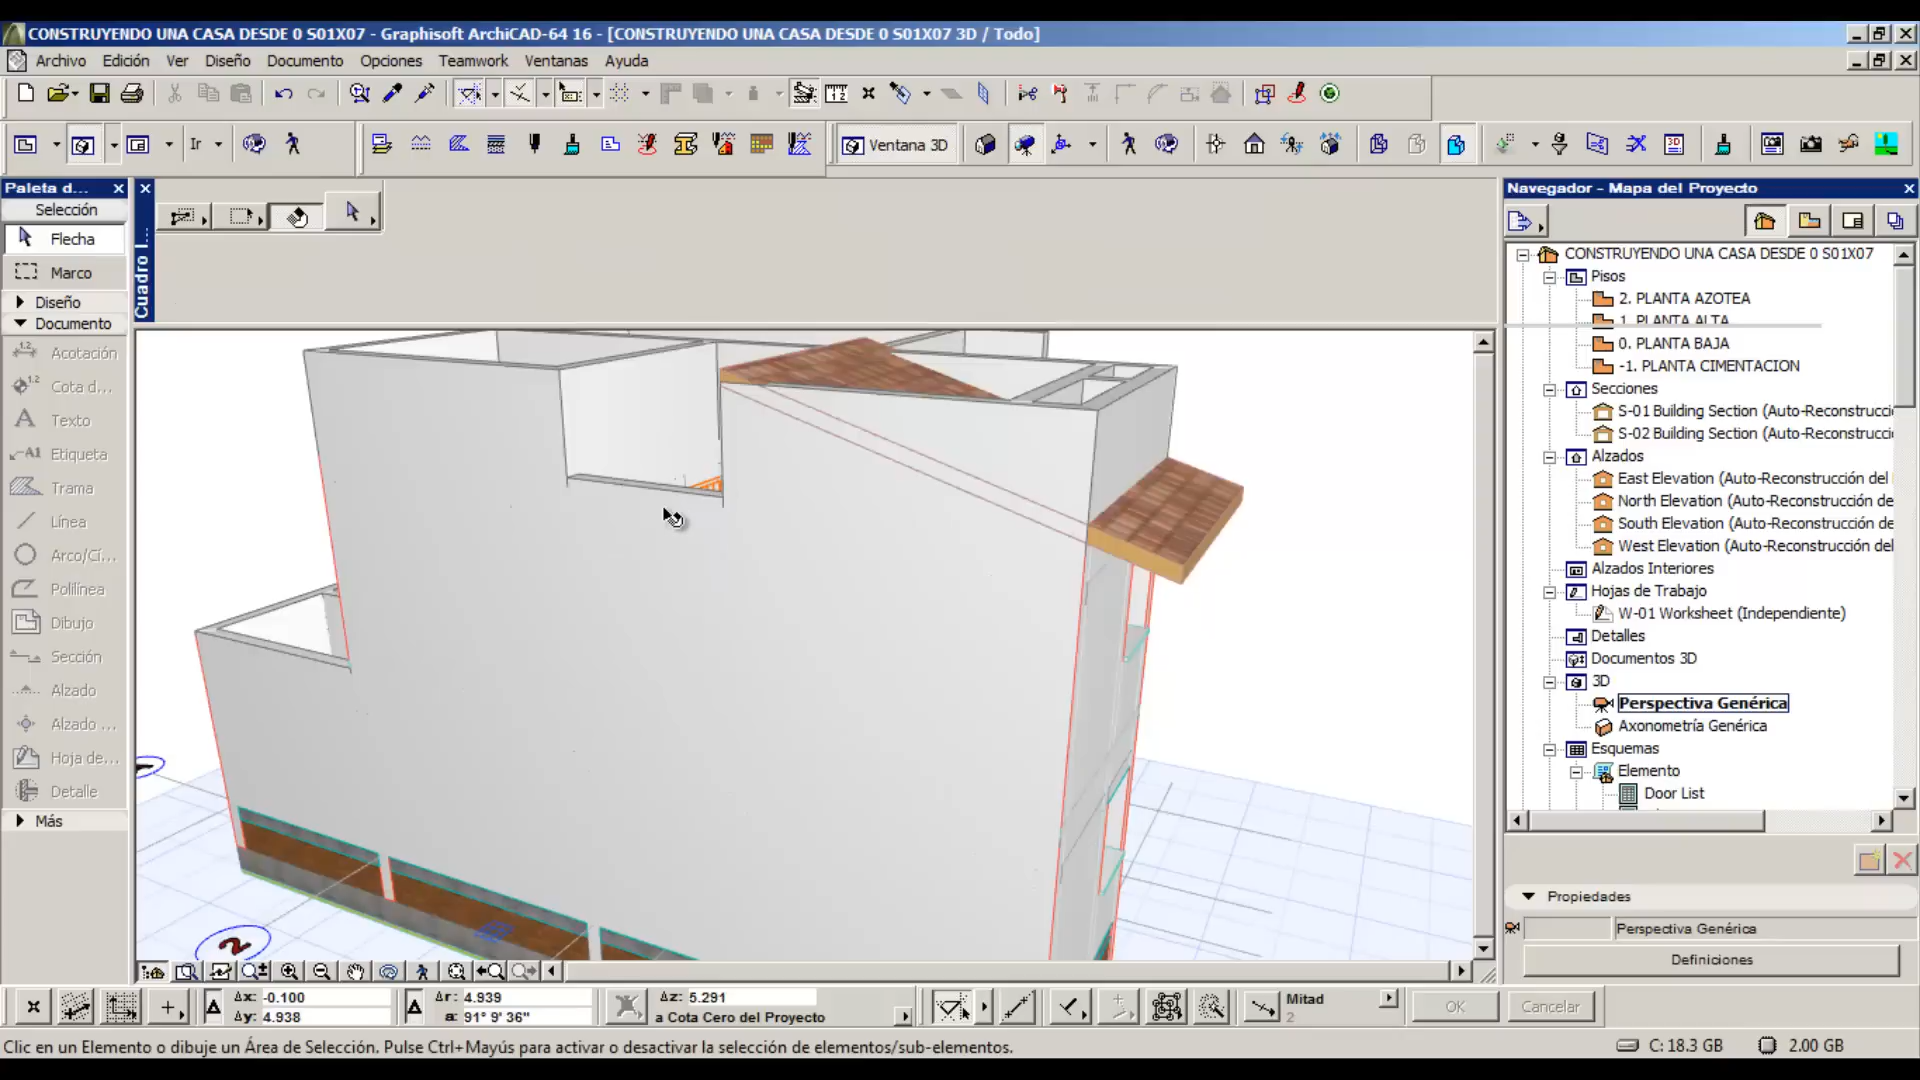 CONSTRUYENDO UNA CASA DESDE 0 S01X07 - Graphisoft ArchiCAD-64 16 - [CONSTRUYENDO UNA CASA DESDE 0 S01X07 3D / Todo]
Archivo Edición Ver Diseño Documento Opciones Teamwork Ventanas Ayuda
Ir
Ventana 3D
Paleta d...
Selección
Flecha
Marco
Diseño
Documento
Acotación
Cota d...
Texto
Etiqueta
Trama
Línea
Arco/Cí...
Polilínea
Dibujo
Sección
Alzado
Alzado ...
Hoja de...
Detalle
Más
Cuadro I...
2
Navegador - Mapa del Proyecto
CONSTRUYENDO UNA CASA DESDE 0 S01X07
Pisos
2. PLANTA AZOTEA
1. PLANTA ALTA
0. PLANTA BAJA
-1. PLANTA CIMENTACION
Secciones
S-01 Building Section (Auto-Reconstrucci
S-02 Building Section (Auto-Reconstrucci
Alzados
East Elevation (Auto-Reconstrucción del
North Elevation (Auto-Reconstrucción de
South Elevation (Auto-Reconstrucción de
West Elevation (Auto-Reconstrucción del
Alzados Interiores
Hojas de Trabajo
W-01 Worksheet (Independiente)
Detalles
Documentos 3D
3D
Perspectiva Genérica
Axonometría Genérica
Esquemas
Elemento
Door List
Propiedades
Perspectiva Genérica
Definiciones
Δx: -0.100
Δy: 4.938
Δr: 4.939
a: 91° 9' 36"
Δz: 5.291
a Cota Cero del Proyecto
Mitad
2
OK
Cancelar
Clic en un Elemento o dibuje un Área de Selección. Pulse Ctrl+Mayús para activar o desactivar la selección de elementos/sub-elementos.
C: 18.3 GB
2.00 GB